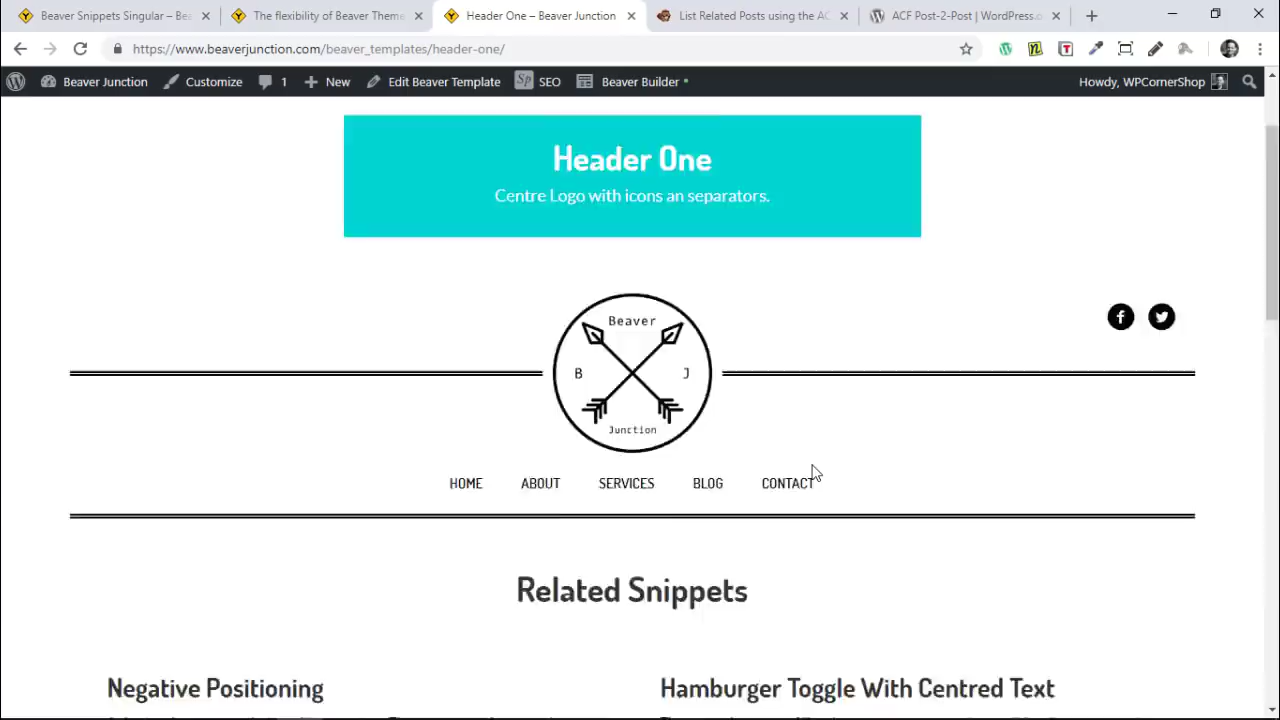 Beaver Snippets Singular – Bea
The flexibility of Beaver Theme
Header One – Beaver Junction
List Related Posts using the AC
ACF Post-2-Post | WordPress.o
https://www.beaverjunction.com/beaver_templates/header-one/
Beaver Junction Customize 1 New Edit Beaver Template SEO Beaver Builder
Howdy, WPCornerShop
Header One
Centre Logo with icons an separators.
Beaver
B J
Junction
HOME ABOUT SERVICES BLOG CONTACT
Related Snippets
Negative Positioning
Hamburger Toggle With Centred Text